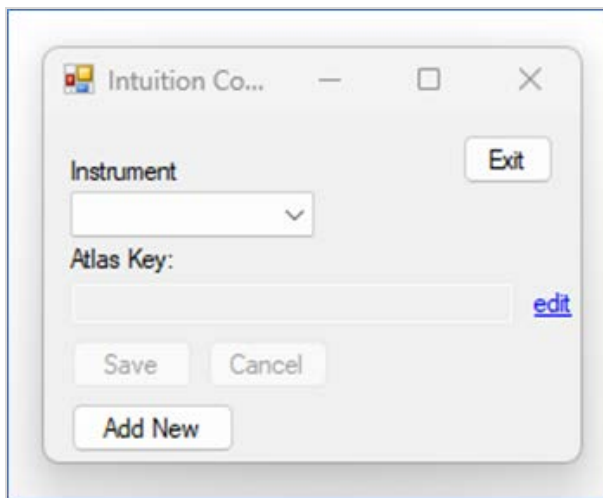 Intuition Co...
Exit
Instrument
Atlas Key:
edit
Save Cancel
Add New